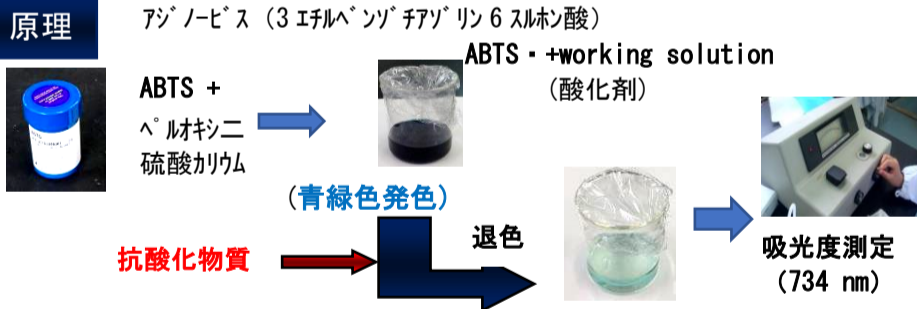 原理
アジノービス（3エチルベンゾチアゾリン6スルホン酸）
ABTS・+working solution
（酸化剤）
ABTS +
ペルオキシ二
硫酸カリウム
(青緑色発色)
抗酸化物質
退色
吸光度測定
(734 nm)